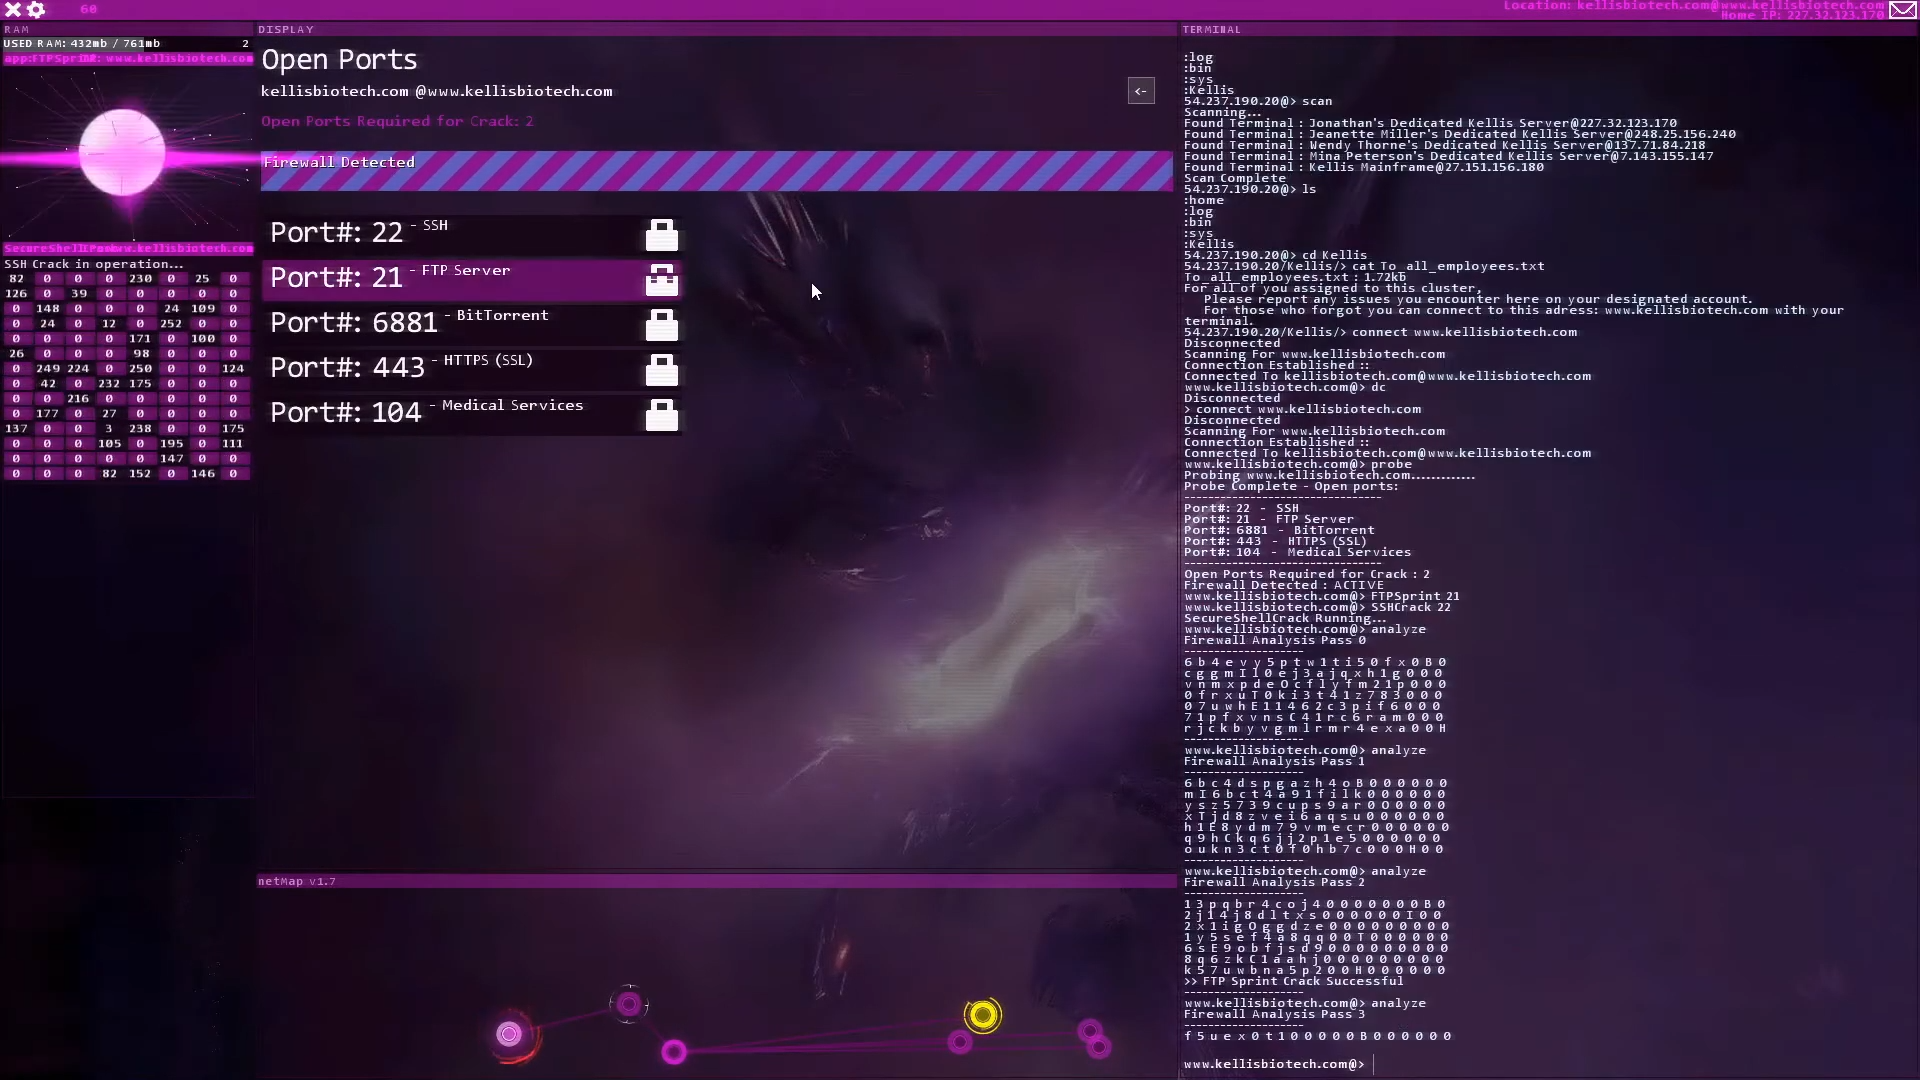 60
Location: kellisbiotech.com@www.kellisbiotech.com
Home IP: 227.32.123.170
RAM
USED RAM: 432mb / 761mb 2
www.kellisbiotech.com
www.kellisbiotech.com
SSH Crack in operation...
82 0 0 0 230 0 25 0
126 0 39 0 0 0 0 0
0 148 0 0 0 24 109 0
0 24 0 12 0 252 0 0
0 0 0 0 171 0 100 0
26 0 0 0 98 0 0 0
0 249 224 0 250 0 0 124
0 42 0 232 175 0 0 0
0 0 216 0 0 0 0 0
0 177 0 27 0 0 0 0
137 0 0 3 238 0 0 175
0 0 0 105 0 195 0 111
0 0 0 0 0 147 0 0
0 0 0 82 152 0 146 0
DISPLAY
Open Ports
kellisbiotech.com @www.kellisbiotech.com
<-
Open Ports Required for Crack: 2
Firewall Detected
Port#: 22 - SSH
Port#: 21 - FTP Server
Port#: 6881 - BitTorrent
Port#: 443 - HTTPS (SSL)
Port#: 104 - Medical Services
netMap v1.7
TERMINAL
:log
:bin
:sys
:Kellis
54.237.190.20@> scan
Scanning...
Found Terminal : Jonathan's Dedicated Kellis Server@227.32.123.170
Found Terminal : Jeanette Miller's Dedicated Kellis Server@248.25.156.240
Found Terminal : Wendy Thorne's Dedicated Kellis Server@137.71.84.218
Found Terminal : Mina Peterson's Dedicated Kellis Server@7.143.155.147
Found Terminal : Kellis Mainframe@27.151.156.180
Scan Complete
54.237.190.20@> ls
:home
:log
:bin
:sys
:Kellis
54.237.190.20@> cd Kellis
54.237.190.20/Kellis/> cat To_all_employees.txt
To_all_employees.txt : 1.72kb
For all of you assigned to this cluster,
Please report any issues you encounter here on your designated account.
For those who forgot you can connect to this adress: www.kellisbiotech.com with your
terminal.
54.237.190.20/Kellis/> connect www.kellisbiotech.com
Disconnected
Scanning For www.kellisbiotech.com
Connection Established ::
Connected To kellisbiotech.com@www.kellisbiotech.com
www.kellisbiotech.com@> dc
Disconnected
> connect www.kellisbiotech.com
Disconnected
Scanning For www.kellisbiotech.com
Connection Established ::
Connected To kellisbiotech.com@www.kellisbiotech.com
www.kellisbiotech.com@> probe
Probing www.kellisbiotech.com.............
Probe Complete - Open ports:
---------------------------------
Port#: 22 - SSH
Port#: 21 - FTP Server
Port#: 6881 - BitTorrent
Port#: 443 - HTTPS (SSL)
Port#: 104 - Medical Services
---------------------------------
Open Ports Required for Crack : 2
Firewall Detected : ACTIVE
www.kellisbiotech.com@> FTPSprint 21
www.kellisbiotech.com@> SSHCrack 22
SecureShellCrack Running...
www.kellisbiotech.com@> analyze
Firewall Analysis Pass 0
--------------------
6 b 4 e v y 5 p t w 1 t i 5 0 f x 0 B 0
c g g m I l 0 e j 3 a j q x h 1 g 0 0 0
v n m x p d e O c f l y f m 2 1 p 0 0 0
0 f r x u T 0 k i 3 t 4 1 z 7 8 3 0 0 0
0 7 u w h E 1 1 4 6 2 c 3 p i f 6 0 0 0
7 1 p f x v n s C 4 1 r c 6 r a m 0 0 0
r j c k b y v g m l r m r 4 e x a 0 0 H
--------------------
www.kellisbiotech.com@> analyze
Firewall Analysis Pass 1
--------------------
6 b c 4 d s p g a z h 4 o B 0 0 0 0 0 0
m I 6 b c t 4 a 9 1 f i l k 0 0 0 0 0 0
y s z 5 7 3 9 c u p s 9 a r 0 O 0 0 0 0
x T j d 8 z v e i 6 a q s u 0 0 0 0 0 0
h 1 E 8 y d m 7 9 v m e c r 0 0 0 0 0 0
q 9 h C k q 6 j j 2 p 1 e 5 0 0 0 0 0 0
o u k n 3 c t 0 f 0 h b 7 c 0 0 0 H 0 0
--------------------
www.kellisbiotech.com@> analyze
Firewall Analysis Pass 2
--------------------
1 3 p q b r 4 c o j 4 0 0 0 0 0 0 0 B 0
2 j 1 4 j 8 d l t x s 0 0 0 0 0 0 I 0 0
2 x 1 i g O g g d z e 0 0 0 0 0 0 0 0 0
1 y 5 s e f 4 a 8 q q 0 0 T 0 0 0 0 0 0
6 s E 9 o b f j s d 9 0 0 0 0 0 0 0 0 0
8 q 6 z k C 1 a a h j 0 0 0 0 0 0 0 0 0
k 5 7 u w b n a 5 p 2 0 0 H 0 0 0 0 0 0
>> FTP Sprint Crack Successful
--------------------
www.kellisbiotech.com@> analyze
Firewall Analysis Pass 3
--------------------
f 5 u e x 0 t 1 0 0 0 0 0 B 0 0 0 0 0 0
www.kellisbiotech.com@>